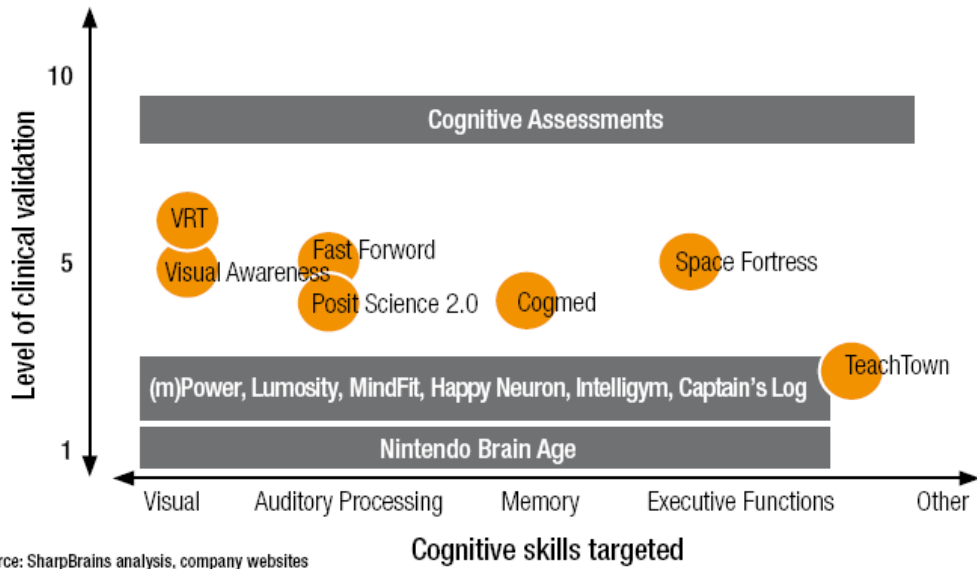 10
Cognitive Assessments
Level of clinical validation
VRT
Fast Forword
5
Visual Awareness
Space Fortress
Posit Science 2.0
Cogmed
TeachTown
(m)Power, Lumosity, MindFit, Happy Neuron, Intelligym, Captain's Log
1
Nintendo Brain Age
Visual
Auditory Processing
Memory
Executive Functions
Other
Cognitive skills targeted
rce: SharpBrains analysis, company websites